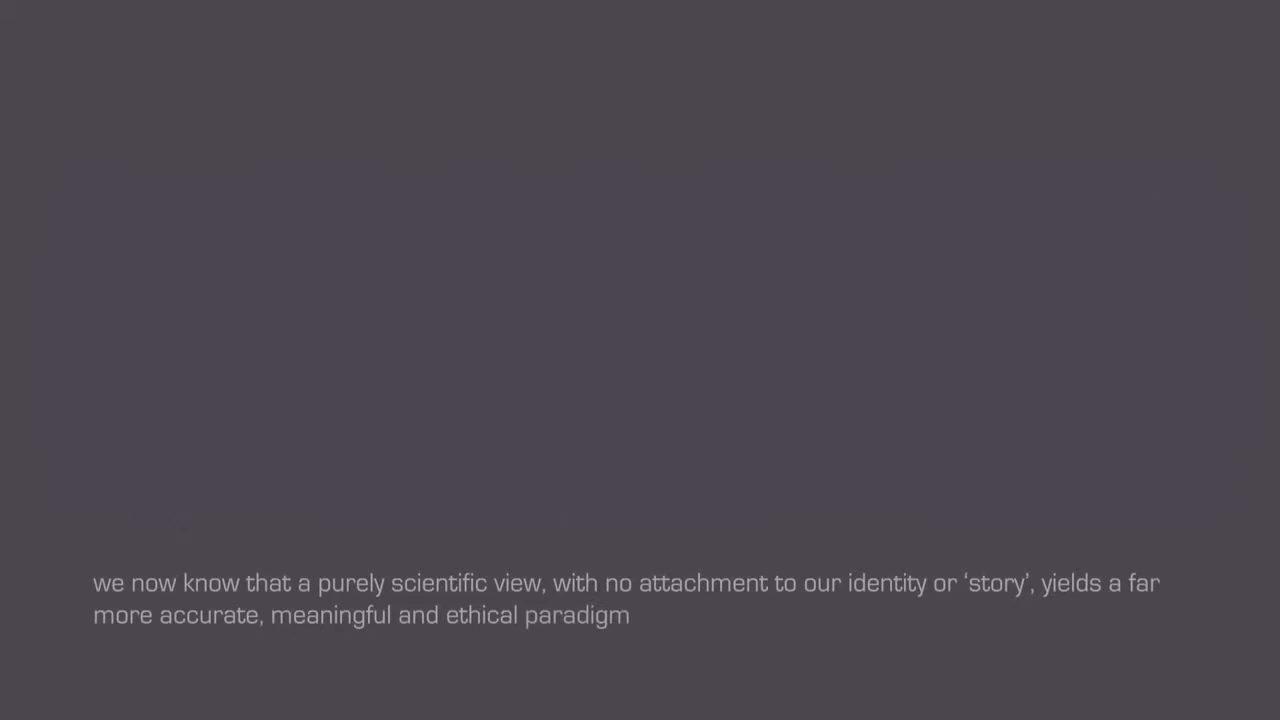 we now know that a purely scientific view, with no attachment to our identity or ‘story’, yields a far
more accurate, meaningful and ethical paradigm